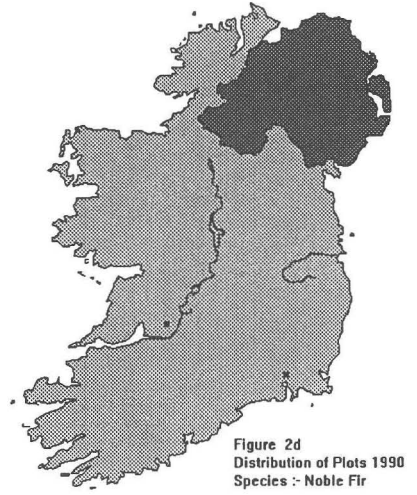 Figure 2d
Distribution of Plots 1990
Species :- Noble Fir